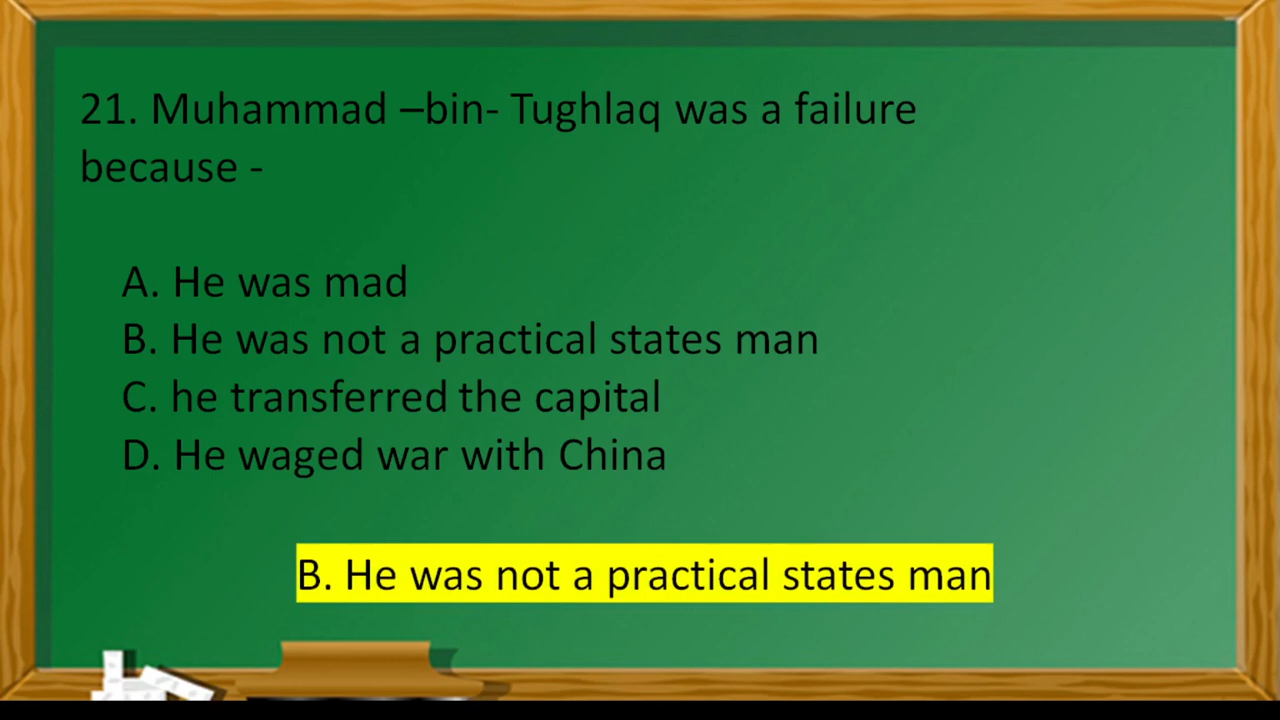 21. Muhammad –bin- Tughlaq was a failure
because -
A. He was mad
B. He was not a practical states man
C. he transferred the capital
D. He waged war with China
B. He was not a practical states man